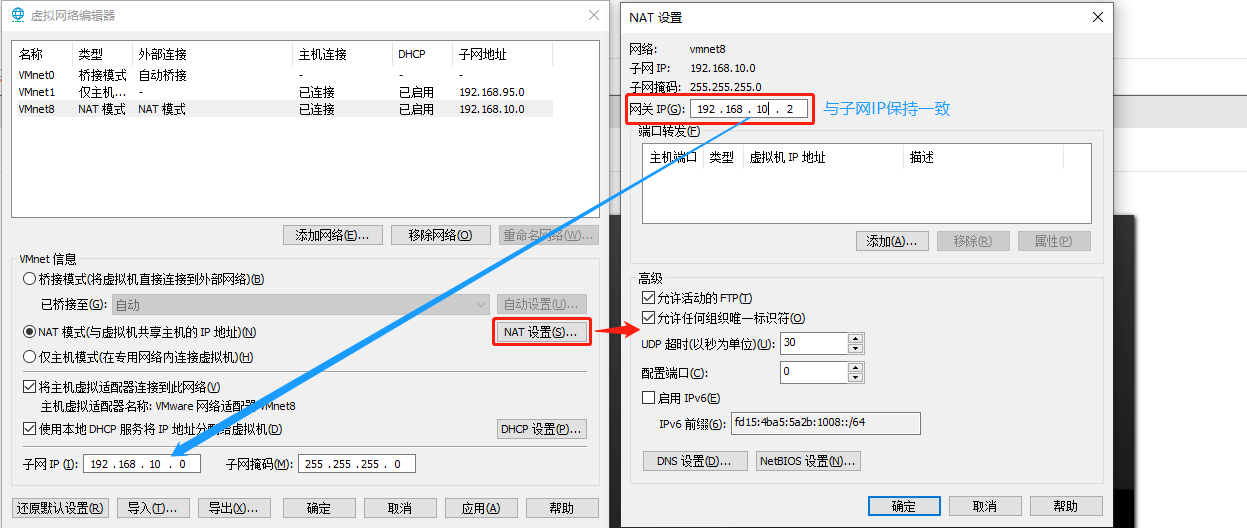 虚拟网络编辑器
名称 类型 外部连接 主机连接 DHCP 子网地址
VMnet0 桥接模式 自动桥接 - - -
VMnet1 仅主机... - 已连接 已启用 192.168.95.0
VMnet8 NAT 模式 NAT 模式 已连接 已启用 192.168.10.0
添加网络(E)... 移除网络(O) 重命名网络(W)...
VMnet 信息
桥接模式(将虚拟机直接连接到外部网络)(B)
已桥接至(G): 自动 自动设置(U)...
NAT 模式(与虚拟机共享主机的 IP 地址)(N) NAT 设置(S)...
仅主机模式(在专用网络内连接虚拟机)(H)
将主机虚拟适配器连接到此网络(V)
主机虚拟适配器名称: VMware 网络适配器 VMnet8
使用本地 DHCP 服务将 IP 地址分配给虚拟机(D) DHCP 设置(P)...
子网 IP (I): 192 . 168 . 10 . 0 子网掩码(M): 255 . 255 . 255 . 0
还原默认设置(R) 导入(T)... 导出(X)... 确定 取消 应用(A) 帮助
NAT 设置
网络: vmnet8
子网 IP: 192.168.10.0
子网掩码: 255.255.255.0
网关 IP(G): 192 . 168 . 10 . 2 与子网IP保持一致
端口转发(F)
主机端口 类型 虚拟机 IP 地址 描述
添加(A)... 移除(R) 属性(P)
高级
允许活动的 FTP(T)
允许任何组织唯一标识符(O)
UDP 超时(以秒为单位)(U): 30
配置端口(C): 0
启用 IPv6(E)
IPv6 前缀(6): fd15:4ba5:5a2b:1008::/64
DNS 设置(D)... NetBIOS 设置(N)...
确定 取消 帮助